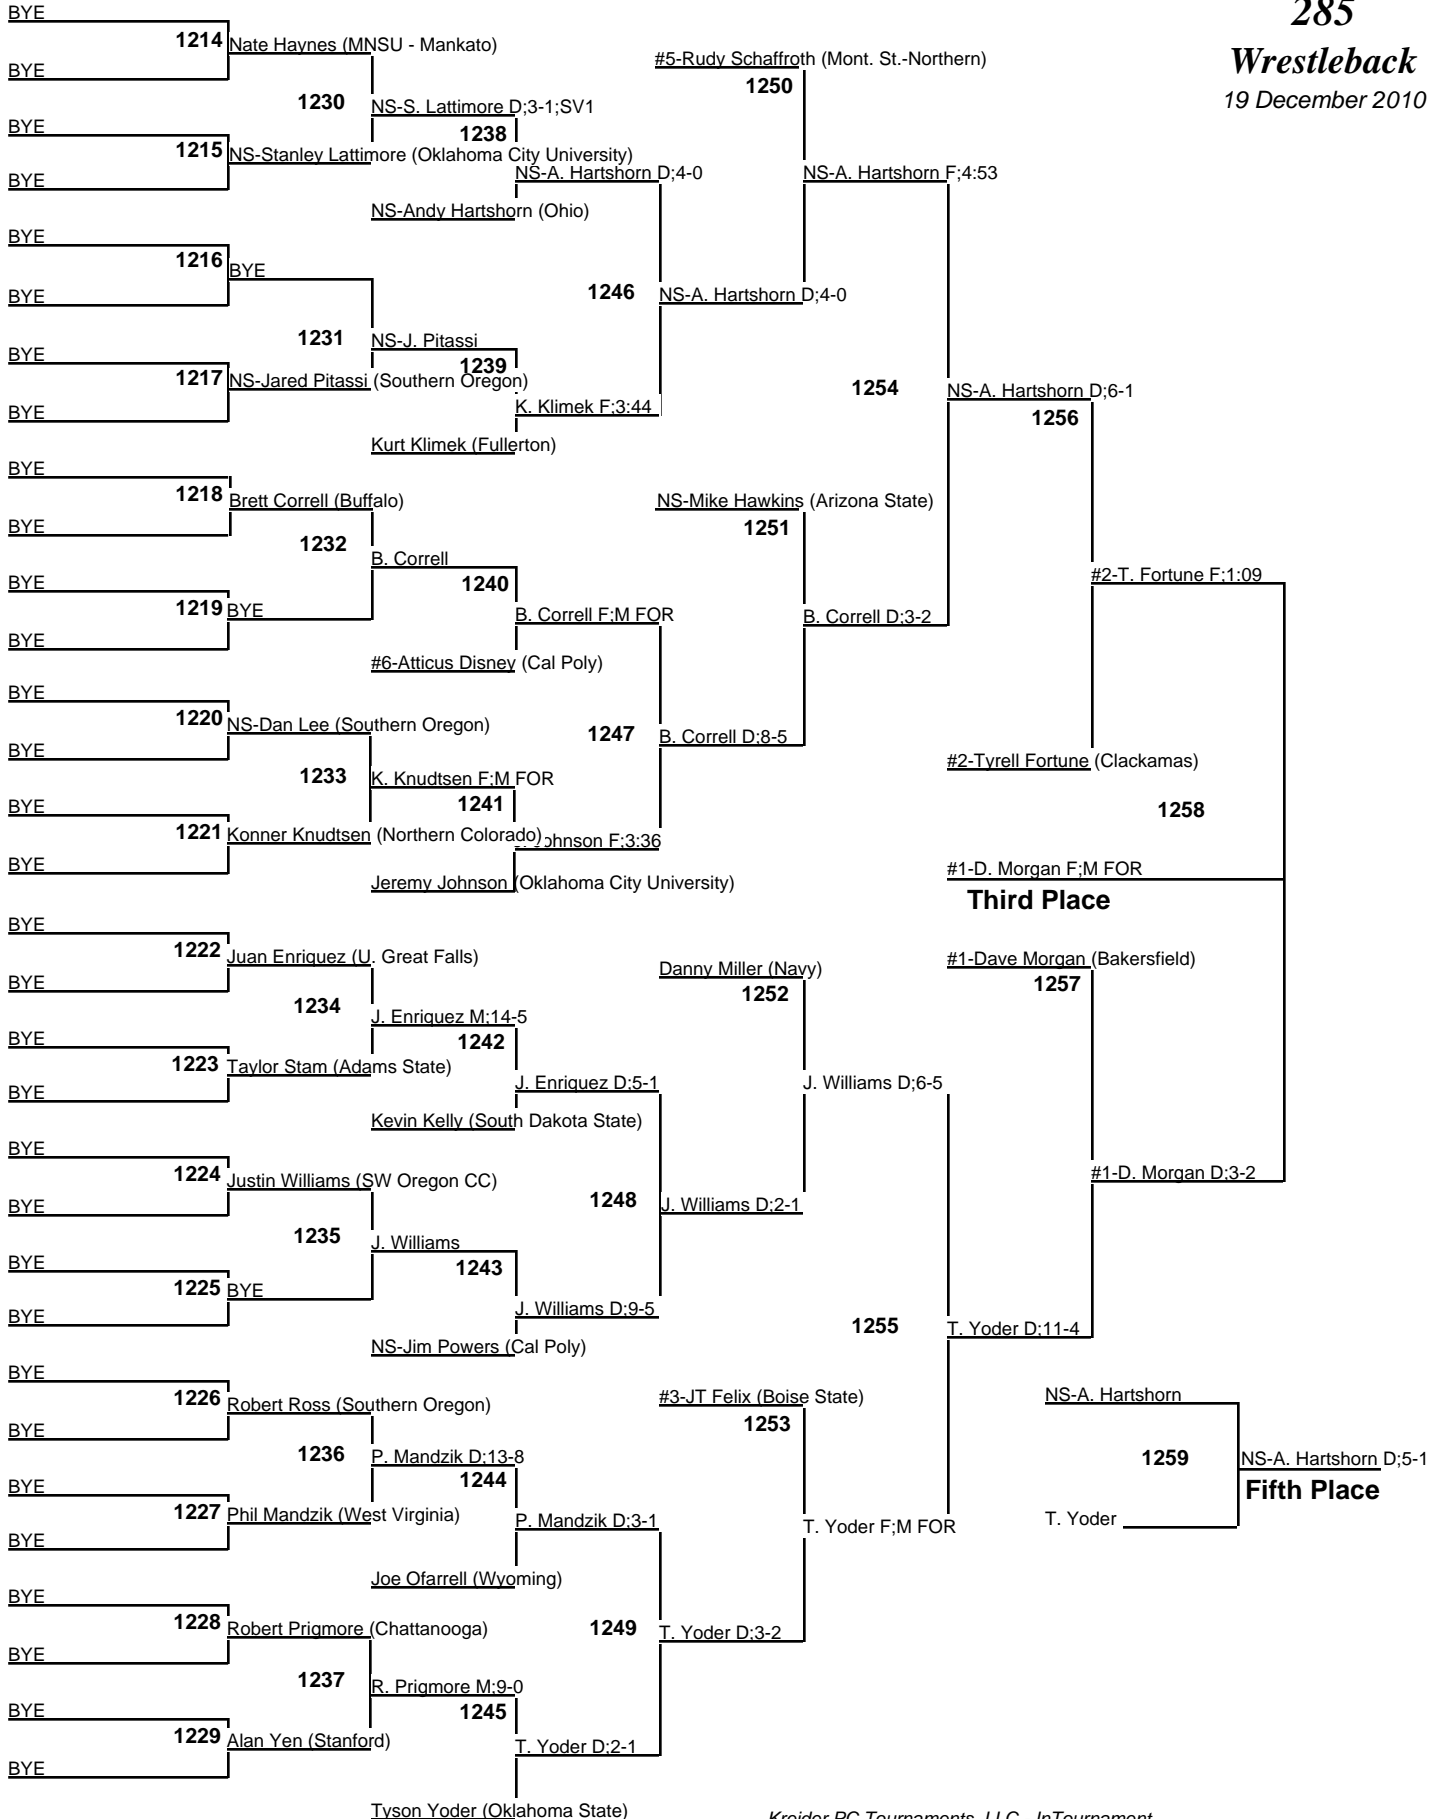 285
Wrestleback
19 December 2010
BYE
1214
Nate Haynes (MNSU - Mankato)
BYE
1230
NS-S. Lattimore D;3-1;SV1
BYE
1238
1215
NS-Stanley Lattimore (Oklahoma City University)
BYE
NS-A. Hartshorn D;4-0
NS-Andy Hartshorn (Ohio)
#5-Rudy Schaffroth (Mont. St.-Northern)
1250
NS-A. Hartshorn F;4:53
BYE
1216
BYE
BYE
1246
NS-A. Hartshorn D;4-0
1231
NS-J. Pitassi
BYE
1239
1217
NS-Jared Pitassi (Southern Oregon)
BYE
K. Klimek F;3:44
Kurt Klimek (Fullerton)
1254
NS-A. Hartshorn D;6-1
1256
BYE
1218
Brett Correll (Buffalo)
BYE
1232
B. Correll
NS-Mike Hawkins (Arizona State)
1251
BYE
1240
1219
BYE
BYE
B. Correll F;M FOR
#6-Atticus Disney (Cal Poly)
B. Correll D;3-2
#2-T. Fortune F;1:09
BYE
1220
NS-Dan Lee (Southern Oregon)
BYE
1247
B. Correll D;8-5
1233
K. Knudtsen F;M FOR
BYE
1241
1221
Konner Knudtsen (Northern Colorado)
ohnson F;3:36
BYE
Jeremy Johnson (Oklahoma City University)
#2-Tyrell Fortune (Clackamas)
1258
#1-D. Morgan F;M FOR
Third Place
BYE
1222
Juan Enriquez (U. Great Falls)
BYE
1234
J. Enriquez M;14-5
Danny Miller (Navy)
1252
#1-Dave Morgan (Bakersfield)
1257
BYE
1242
1223
Taylor Stam (Adams State)
BYE
J. Enriquez D;5-1
J. Williams D;6-5
Kevin Kelly (South Dakota State)
BYE
1224
Justin Williams (SW Oregon CC)
BYE
1248
J. Williams D;2-1
#1-D. Morgan D;3-2
1235
J. Williams
BYE
1243
1225
BYE
BYE
J. Williams D;9-5
NS-Jim Powers (Cal Poly)
1255
T. Yoder D;11-4
BYE
1226
Robert Ross (Southern Oregon)
BYE
1236
P. Mandzik D;13-8
#3-JT Felix (Boise State)
1253
NS-A. Hartshorn
1259
NS-A. Hartshorn D;5-1
Fifth Place
T. Yoder
BYE
1244
1227
Phil Mandzik (West Virginia)
BYE
P. Mandzik D;3-1
T. Yoder F;M FOR
Joe Ofarrell (Wyoming)
BYE
1228
Robert Prigmore (Chattanooga)
BYE
1249
T. Yoder D;3-2
1237
R. Prigmore M;9-0
BYE
1245
1229
Alan Yen (Stanford)
BYE
T. Yoder D;2-1
Tyson Yoder (Oklahoma State)
Kreider PC Tournaments, LLC - InTournament